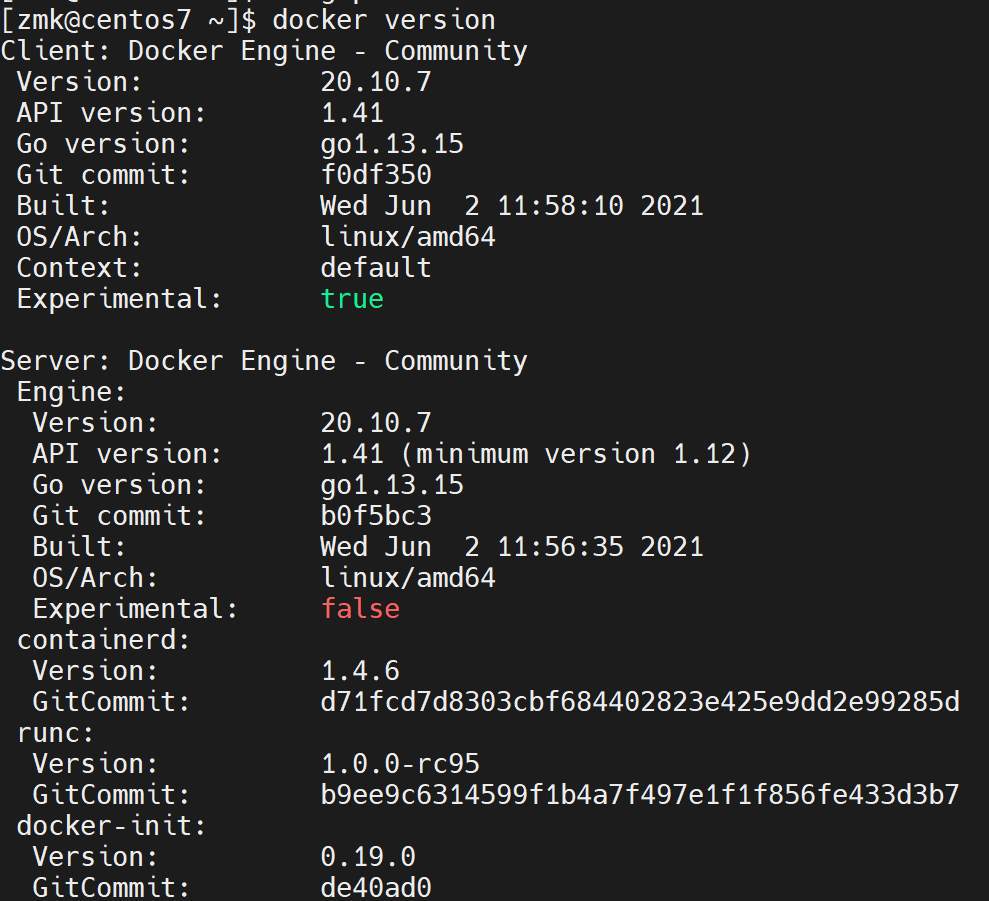 [zmk@centos7 ~]$ docker version
Client: Docker Engine - Community
 Version:           20.10.7
 API version:       1.41
 Go version:        go1.13.15
 Git commit:        f0df350
 Built:             Wed Jun  2 11:58:10 2021
 OS/Arch:           linux/amd64
 Context:           default
 Experimental:      true

Server: Docker Engine - Community
 Engine:
  Version:          20.10.7
  API version:      1.41 (minimum version 1.12)
  Go version:       go1.13.15
  Git commit:       b0f5bc3
  Built:            Wed Jun  2 11:56:35 2021
  OS/Arch:          linux/amd64
  Experimental:     false
 containerd:
  Version:          1.4.6
  GitCommit:        d71fcd7d8303cbf684402823e425e9dd2e99285d
 runc:
  Version:          1.0.0-rc95
  GitCommit:        b9ee9c6314599f1b4a7f497e1f1f856fe433d3b7
 docker-init:
  Version:          0.19.0
  GitCommit:        de40ad0